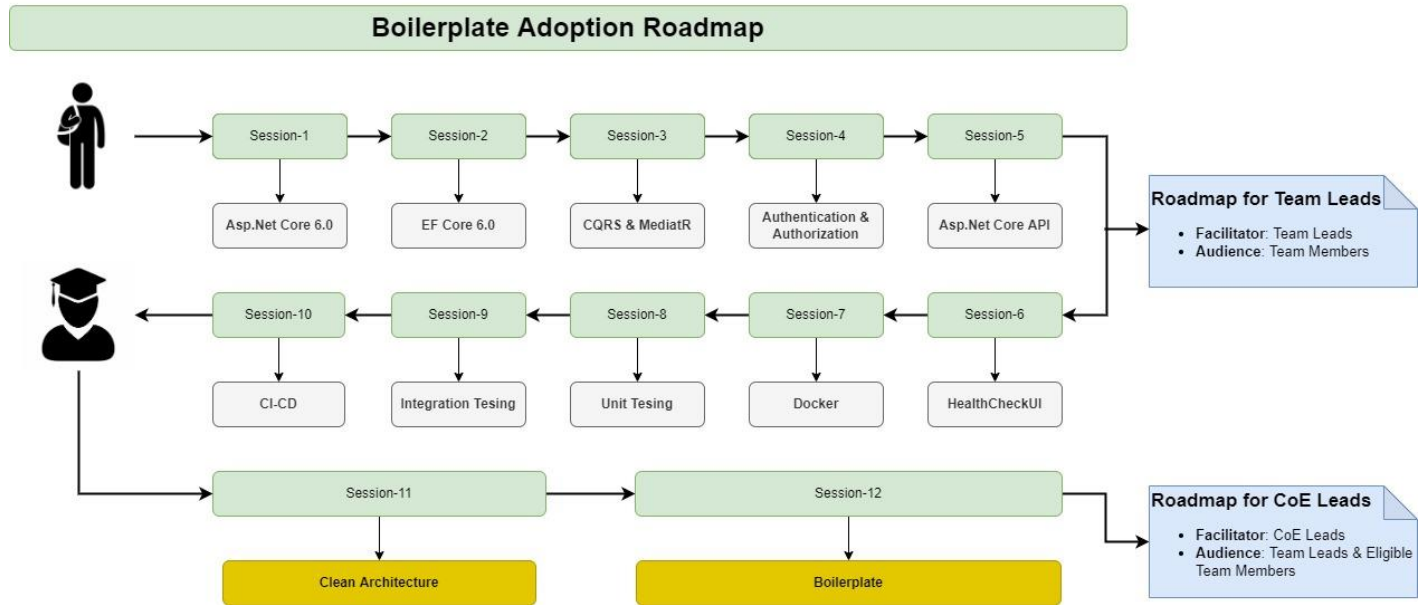 Boilerplate Adoption Roadmap
Session-1
Session-2
Session-3
Session-4
Session-5
Asp.Net Core 6.0
EF Core 6.0
CQRS & MediatR
Authentication &
Authorization
Asp.Net Core API
Roadmap for Team Leads
• Facilitator: Team Leads
• Audience: Team Members
Session-10
Session-9
Session-8
Session-7
Session-6
CI-CD
Integration Tesing
Unit Tesing
Docker
HealthCheckUI
Session-11
Session-12
Roadmap for CoE Leads
• Facilitator: CoE Leads
• Audience: Team Leads & Eligible
Team Members
Clean Architecture
Boilerplate